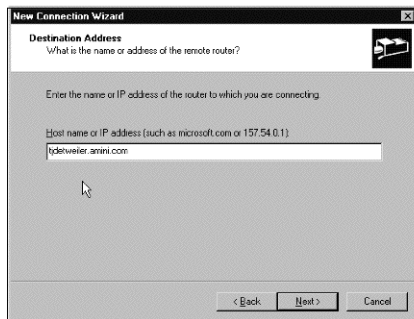 New Connection Wizard
Destination Address
What is the name or address of the remote router?
Enter the name or IP address of the router to which you are connecting.
Host name or IP address (such as microsoft.com or 157.54.0.1):
tjdetweiler.amini.com
< Back
Next >
Cancel